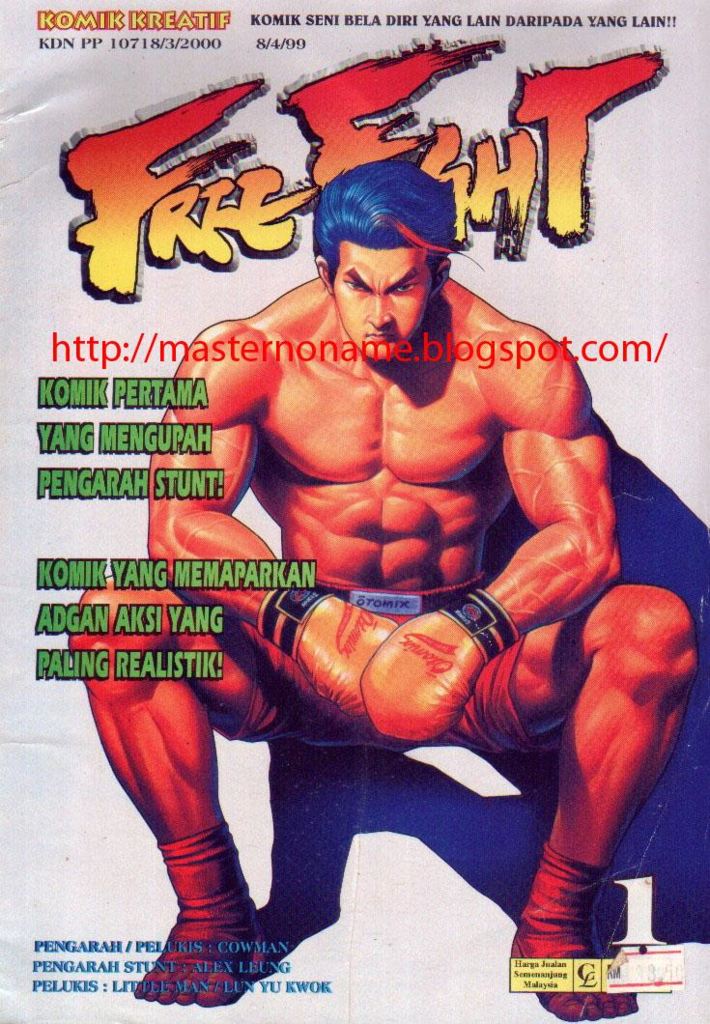 KOMIK KREATIF
KOMIK SENI BELA DIRI YANG LAIN DARIPADA YANG LAIN!!
KDN PP 10718/3/2000 8/4/99
FREE FIGHT
http://masternoname.blogspot.com/
KOMIK PERTAMA
YANG MENGUPAH
PENGARAH STUNT!
KOMIK YANG MEMAPARKAN
ADGAN AKSI YANG
PALING REALISTIK!
OTOMIX
Otomix
Otomix
1
PENGARAH / PELUKIS : COWMAN
PENGARAH STUNT : ALEX LEUNG
PELUKIS : LITTLE MAN / LUN YU KWOK
Harga Jualan
Semenanjung
Malaysia
RM